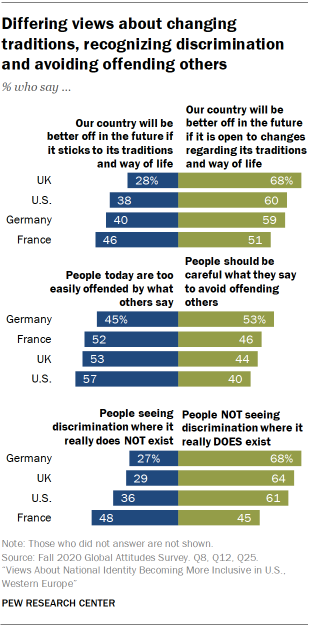 Differing views about changing
traditions, recognizing discrimination
and avoiding offending others
% who say ...
Our country will be
better off in the future if
it sticks to its traditions
and way of life
Our country will be
better off in the future
if it is open to changes
regarding its traditions
and way of life
UK 28% 68%
U.S. 38 60
Germany 40 59
France 46 51
People today are too
easily offended by what
others say
People should be
careful what they say
to avoid offending
others
Germany 45% 53%
France 52 46
UK 53 44
U.S. 57 40
People seeing
discrimination where it
really does NOT exist
People NOT seeing
discrimination where it
really DOES exist
Germany 27% 68%
UK 29 64
U.S. 36 61
France 48 45
Note: Those who did not answer are not shown.
Source: Fall 2020 Global Attitudes Survey. Q8, Q12, Q25.
“Views About National Identity Becoming More Inclusive in U.S.,
Western Europe”
PEW RESEARCH CENTER